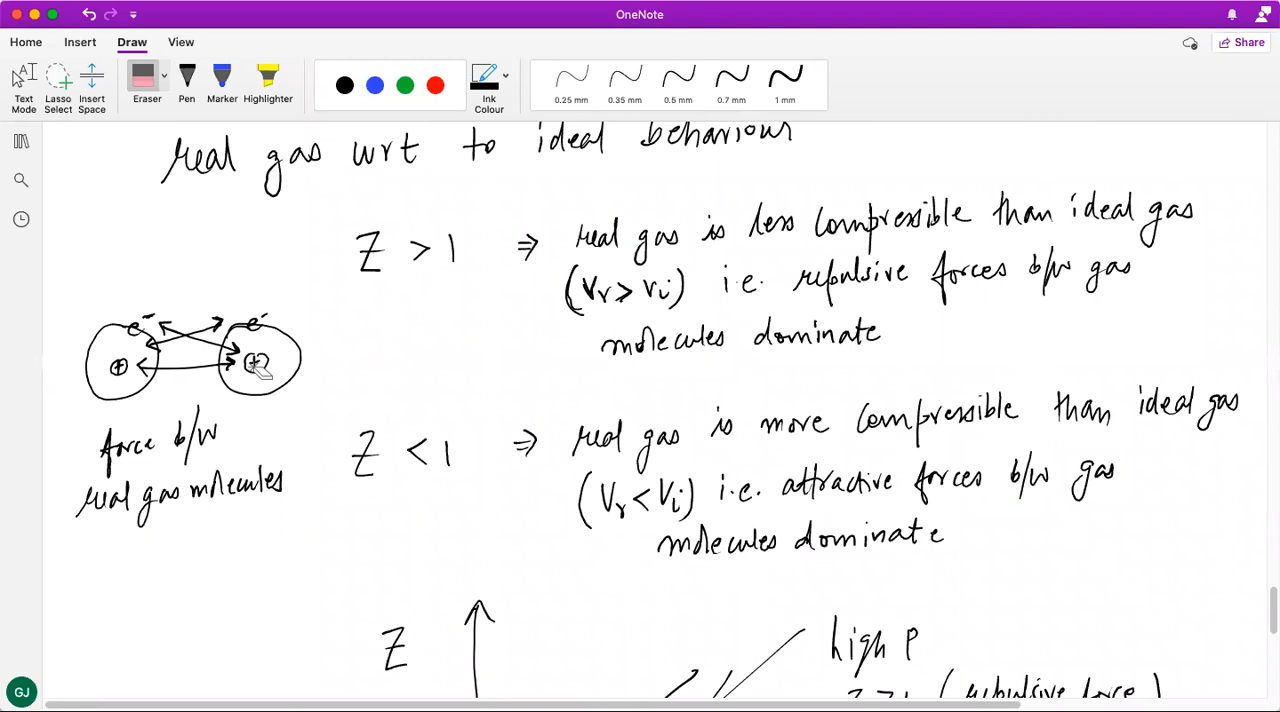 OneNote
Home Insert Draw View
Share
Text Mode
Lasso Select
Insert Space
Eraser
Pen
Marker
Highlighter
Ink Colour
0.25 mm
0.35 mm
0.5 mm
0.7 mm
1 mm
real gas wrt to ideal behaviour
Z > 1 ⇒ real gas is less compressible than ideal gas
(Vr > Vi) i.e. repulsive forces b/w gas
molecules dominate
e- e-
+ +
force b/w
real gas molecules
Z < 1 ⇒ real gas is more compressible than ideal gas
(Vr < Vi) i.e. attractive forces b/w gas
molecules dominate
Z
high P
(repulsive force)
GJ